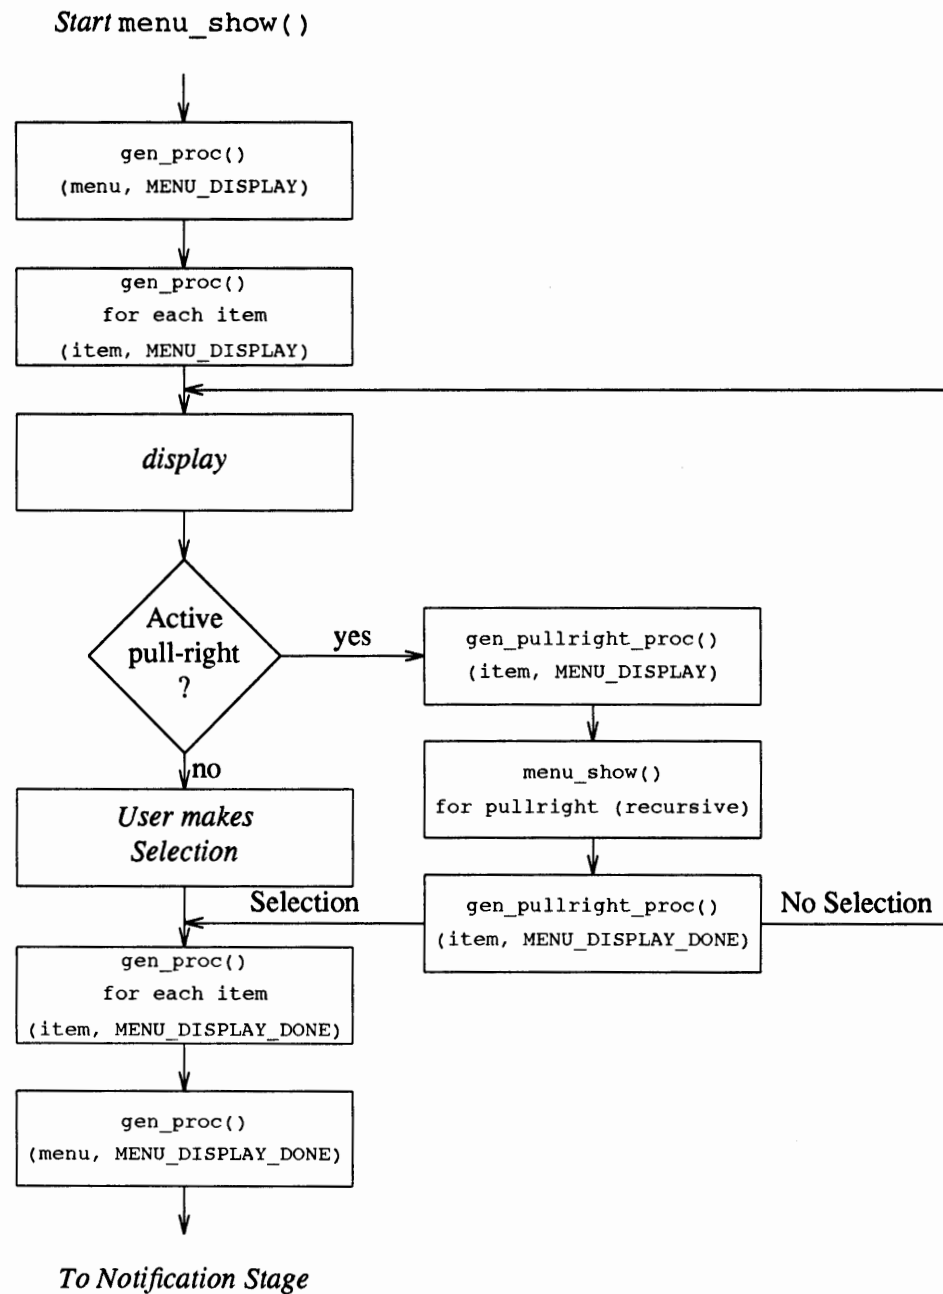 Start menu_show()
gen_proc()
(menu, MENU_DISPLAY)
gen_proc()
for each item
(item, MENU_DISPLAY)
display
Active
pull-right
?
yes
gen_pullright_proc()
(item, MENU_DISPLAY)
no
menu_show()
for pullright (recursive)
User makes
Selection
Selection
gen_pullright_proc()
(item, MENU_DISPLAY_DONE)
No Selection
gen_proc()
for each item
(item, MENU_DISPLAY_DONE)
gen_proc()
(menu, MENU_DISPLAY_DONE)
To Notification Stage